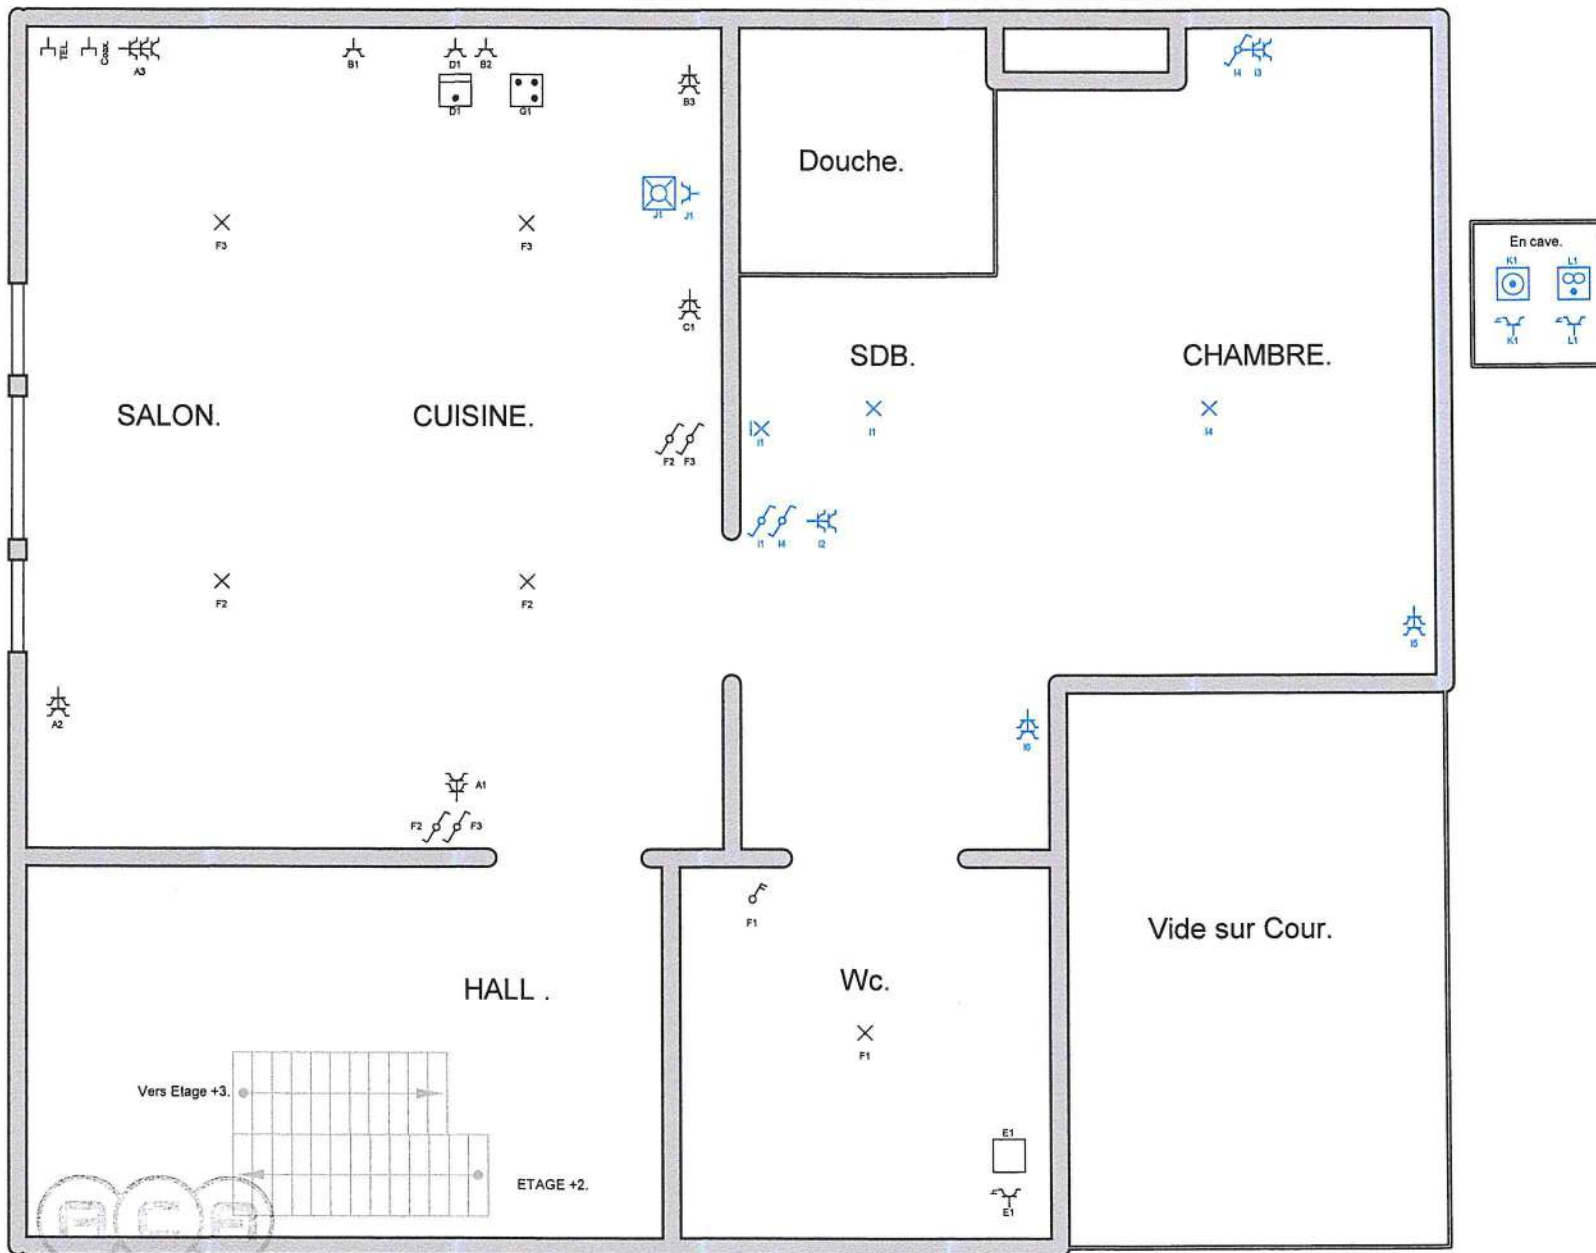 TEL
Coax.
A3
B1
D1
B2
I4
I3
D1
G1
B3
Douche.
J1
J1
F3
F3
En cave.
K1
L1
K1
L1
C1
SDB.
CHAMBRE.
SALON.
CUISINE.
I1
I1
I4
F2
F3
I1
I4
I2
F2
F2
I5
A2
I6
A1
F2
F3
F1
Vide sur Cour.
HALL .
Wc.
F1
Vers Etage +3.
E1
ETAGE +2.
E1
ACA